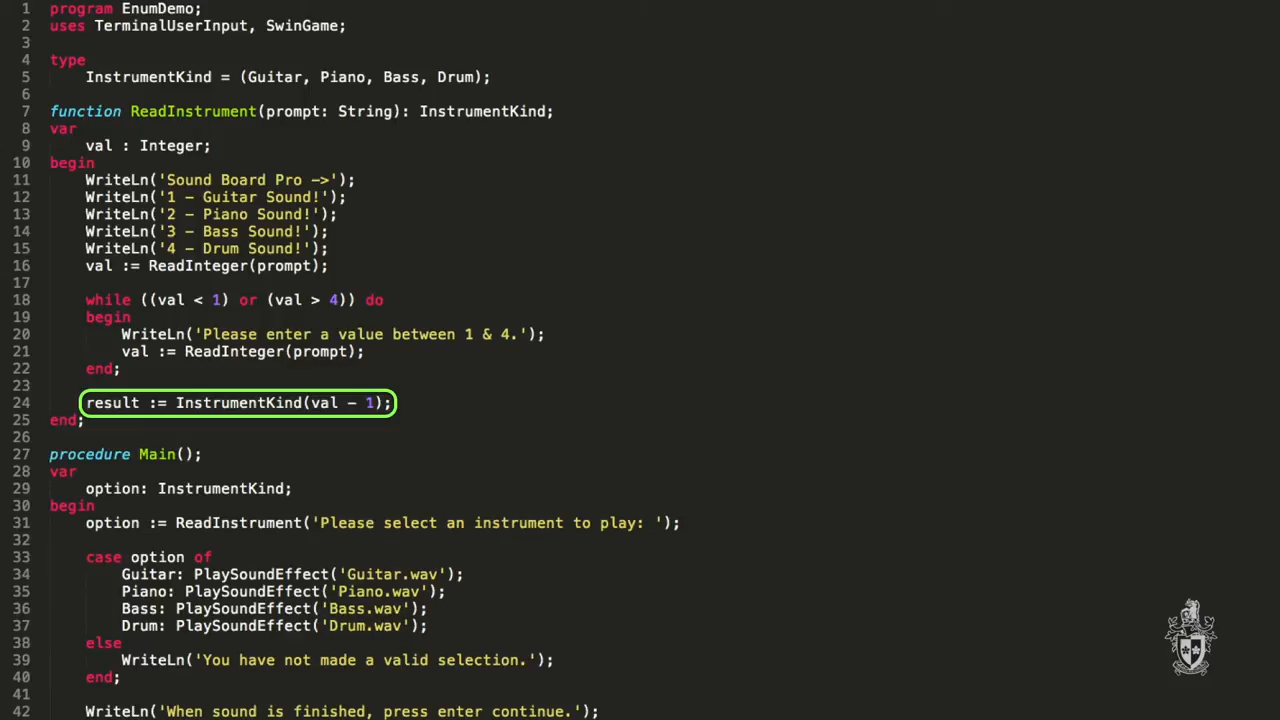 1 program EnumDemo;
2 uses TerminalUserInput, SwinGame;
3
4 type
5 InstrumentKind = (Guitar, Piano, Bass, Drum);
6
7 function ReadInstrument(prompt: String): InstrumentKind;
8 var
9 val : Integer;
10 begin
11 WriteLn('Sound Board Pro ->');
12 WriteLn('1 - Guitar Sound!');
13 WriteLn('2 - Piano Sound!');
14 WriteLn('3 - Bass Sound!');
15 WriteLn('4 - Drum Sound!');
16 val := ReadInteger(prompt);
17
18 while ((val < 1) or (val > 4)) do
19 begin
20 WriteLn('Please enter a value between 1 & 4.');
21 val := ReadInteger(prompt);
22 end;
23
24 result := InstrumentKind(val - 1);
25 end;
26
27 procedure Main();
28 var
29 option: InstrumentKind;
30 begin
31 option := ReadInstrument('Please select an instrument to play: ');
32
33 case option of
34 Guitar: PlaySoundEffect('Guitar.wav');
35 Piano: PlaySoundEffect('Piano.wav');
36 Bass: PlaySoundEffect('Bass.wav');
37 Drum: PlaySoundEffect('Drum.wav');
38 else
39 WriteLn('You have not made a valid selection.');
40 end;
41
42 WriteLn('When sound is finished, press enter continue.');